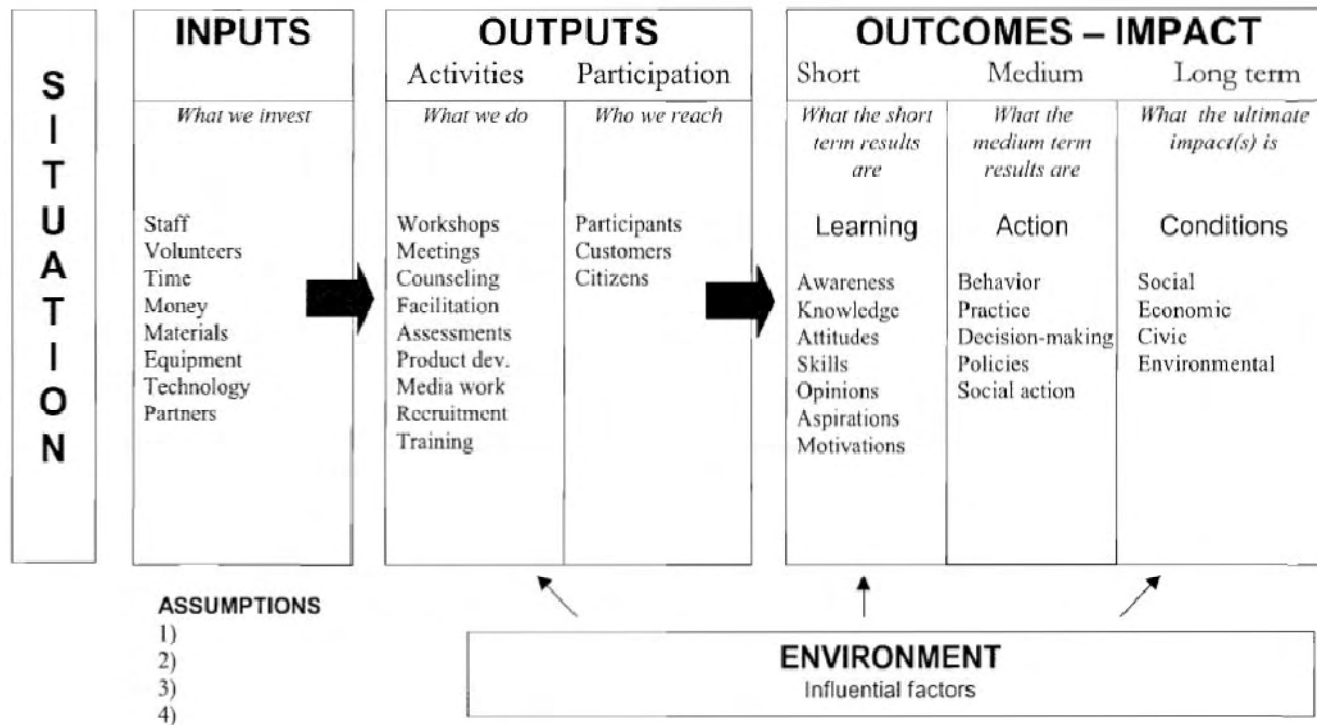 SITUATION
INPUTS
What we invest
Staff
Volunteers
Time
Money
Materials
Equipment
Technology
Partners
OUTPUTS
Activities
Participation
What we do
Who we reach
Workshops
Meetings
Counseling
Facilitation
Assessments
Product dev.
Media work
Recruitment
Training
Participants
Customers
Citizens
OUTCOMES – IMPACT
Short
Medium
Long term
What the short
term results
are
What the
medium term
results are
What the ultimate
impact(s) is
Learning
Awareness
Knowledge
Attitudes
Skills
Opinions
Aspirations
Motivations
Action
Behavior
Practice
Decision-making
Policies
Social action
Conditions
Social
Economic
Civic
Environmental
ASSUMPTIONS
1)
2)
3)
4)
ENVIRONMENT
Influential factors